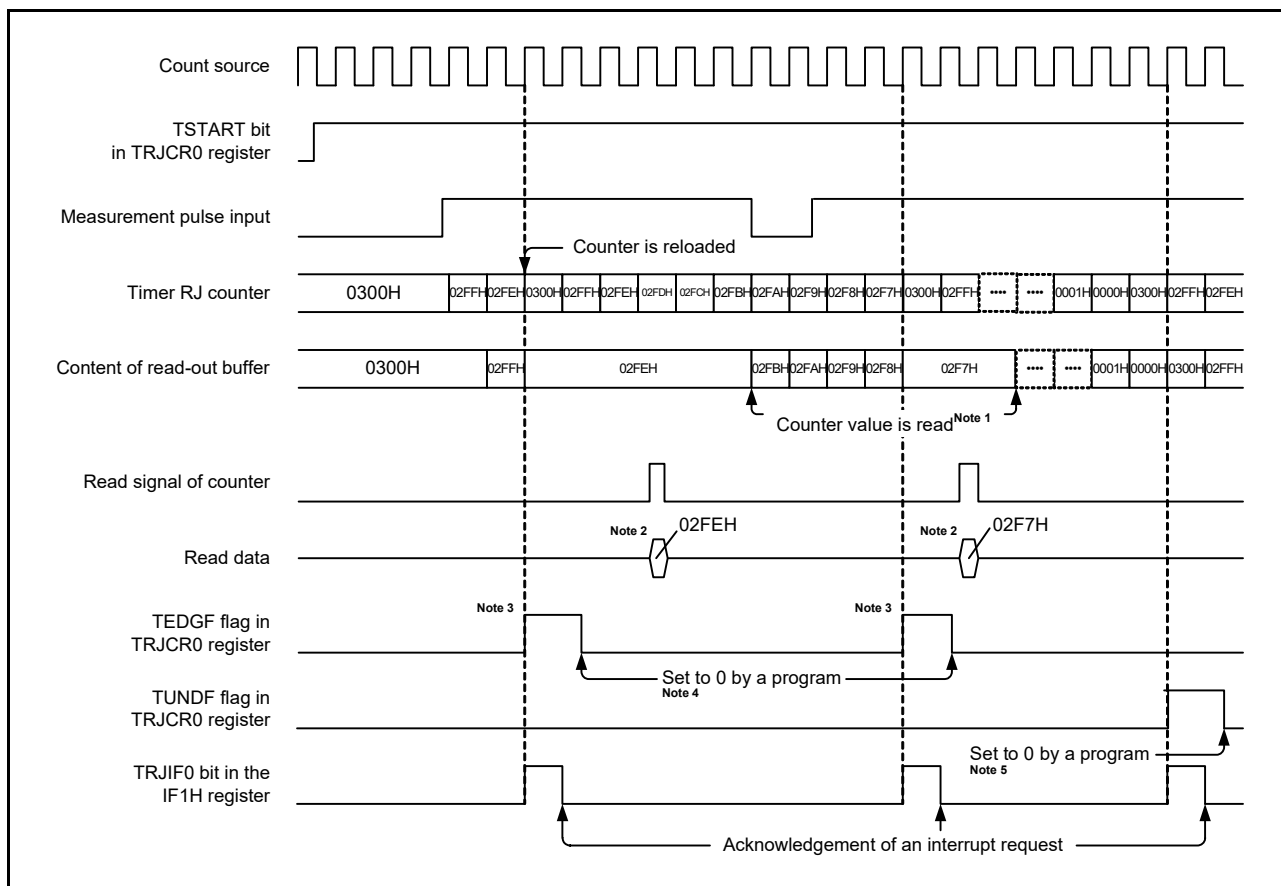 Count source
TSTART bit
in TRJCR0 register
Measurement pulse input
Counter is reloaded
Timer RJ counter
0300H 02FFH 02FEH 0300H 02FFH 02FEH 02FDH 02FCH 02FBH 02FAH 02F9H 02F8H 02F7H 0300H 02FFH •••• •••• 0001H 0000H 0300H 02FFH 02FEH
Content of read-out buffer
0300H 02FFH 02FEH 02FBH 02FAH 02F9H 02F8H 02F7H •••• •••• 0001H 0000H 0300H 02FFH
Counter value is read Note 1
Read signal of counter
Note 2 02FEH Note 2 02F7H
Read data
Note 3 Note 3
TEDGF flag in
TRJCR0 register
Set to 0 by a program
Note 4
TUNDF flag in
TRJCR0 register
Set to 0 by a program
Note 5
TRJIF0 bit in the
IF1H register
Acknowledgement of an interrupt request